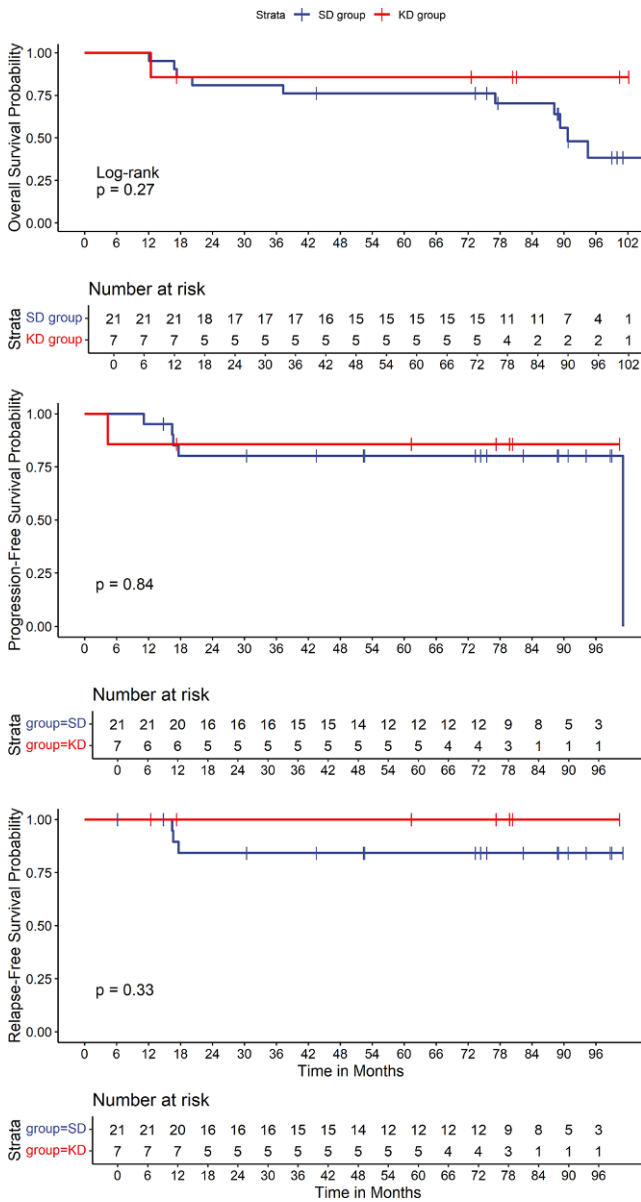 Strata SD group KD group
Overall Survival Probability
1.00
0.75
0.50
0.25
0.00
Log-rank
p = 0.27
0 6 12 18 24 30 36 42 48 54 60 66 72 78 84 90 96 102
Number at risk
Strata
SD group 21 21 21 18 17 17 17 16 15 15 15 15 15 11 11 7 4 1
KD group 7 7 7 5 5 5 5 5 5 5 5 5 5 4 2 2 2 1
0 6 12 18 24 30 36 42 48 54 60 66 72 78 84 90 96 102
Progression-Free Survival Probability
1.00
0.75
0.50
0.25
0.00
p = 0.84
0 6 12 18 24 30 36 42 48 54 60 66 72 78 84 90 96
Number at risk
Strata
group=SD 21 21 20 16 16 16 15 15 14 12 12 12 12 9 8 5 3
group=KD 7 6 6 5 5 5 5 5 5 5 5 4 4 3 1 1 1
0 6 12 18 24 30 36 42 48 54 60 66 72 78 84 90 96
Relapse-Free Survival Probability
1.00
0.75
0.50
0.25
0.00
p = 0.33
0 6 12 18 24 30 36 42 48 54 60 66 72 78 84 90 96
Time in Months
Number at risk
Strata
group=SD 21 21 20 16 16 16 15 15 14 12 12 12 12 9 8 5 3
group=KD 7 7 7 5 5 5 5 5 5 5 5 4 4 3 1 1 1
0 6 12 18 24 30 36 42 48 54 60 66 72 78 84 90 96
Time in Months